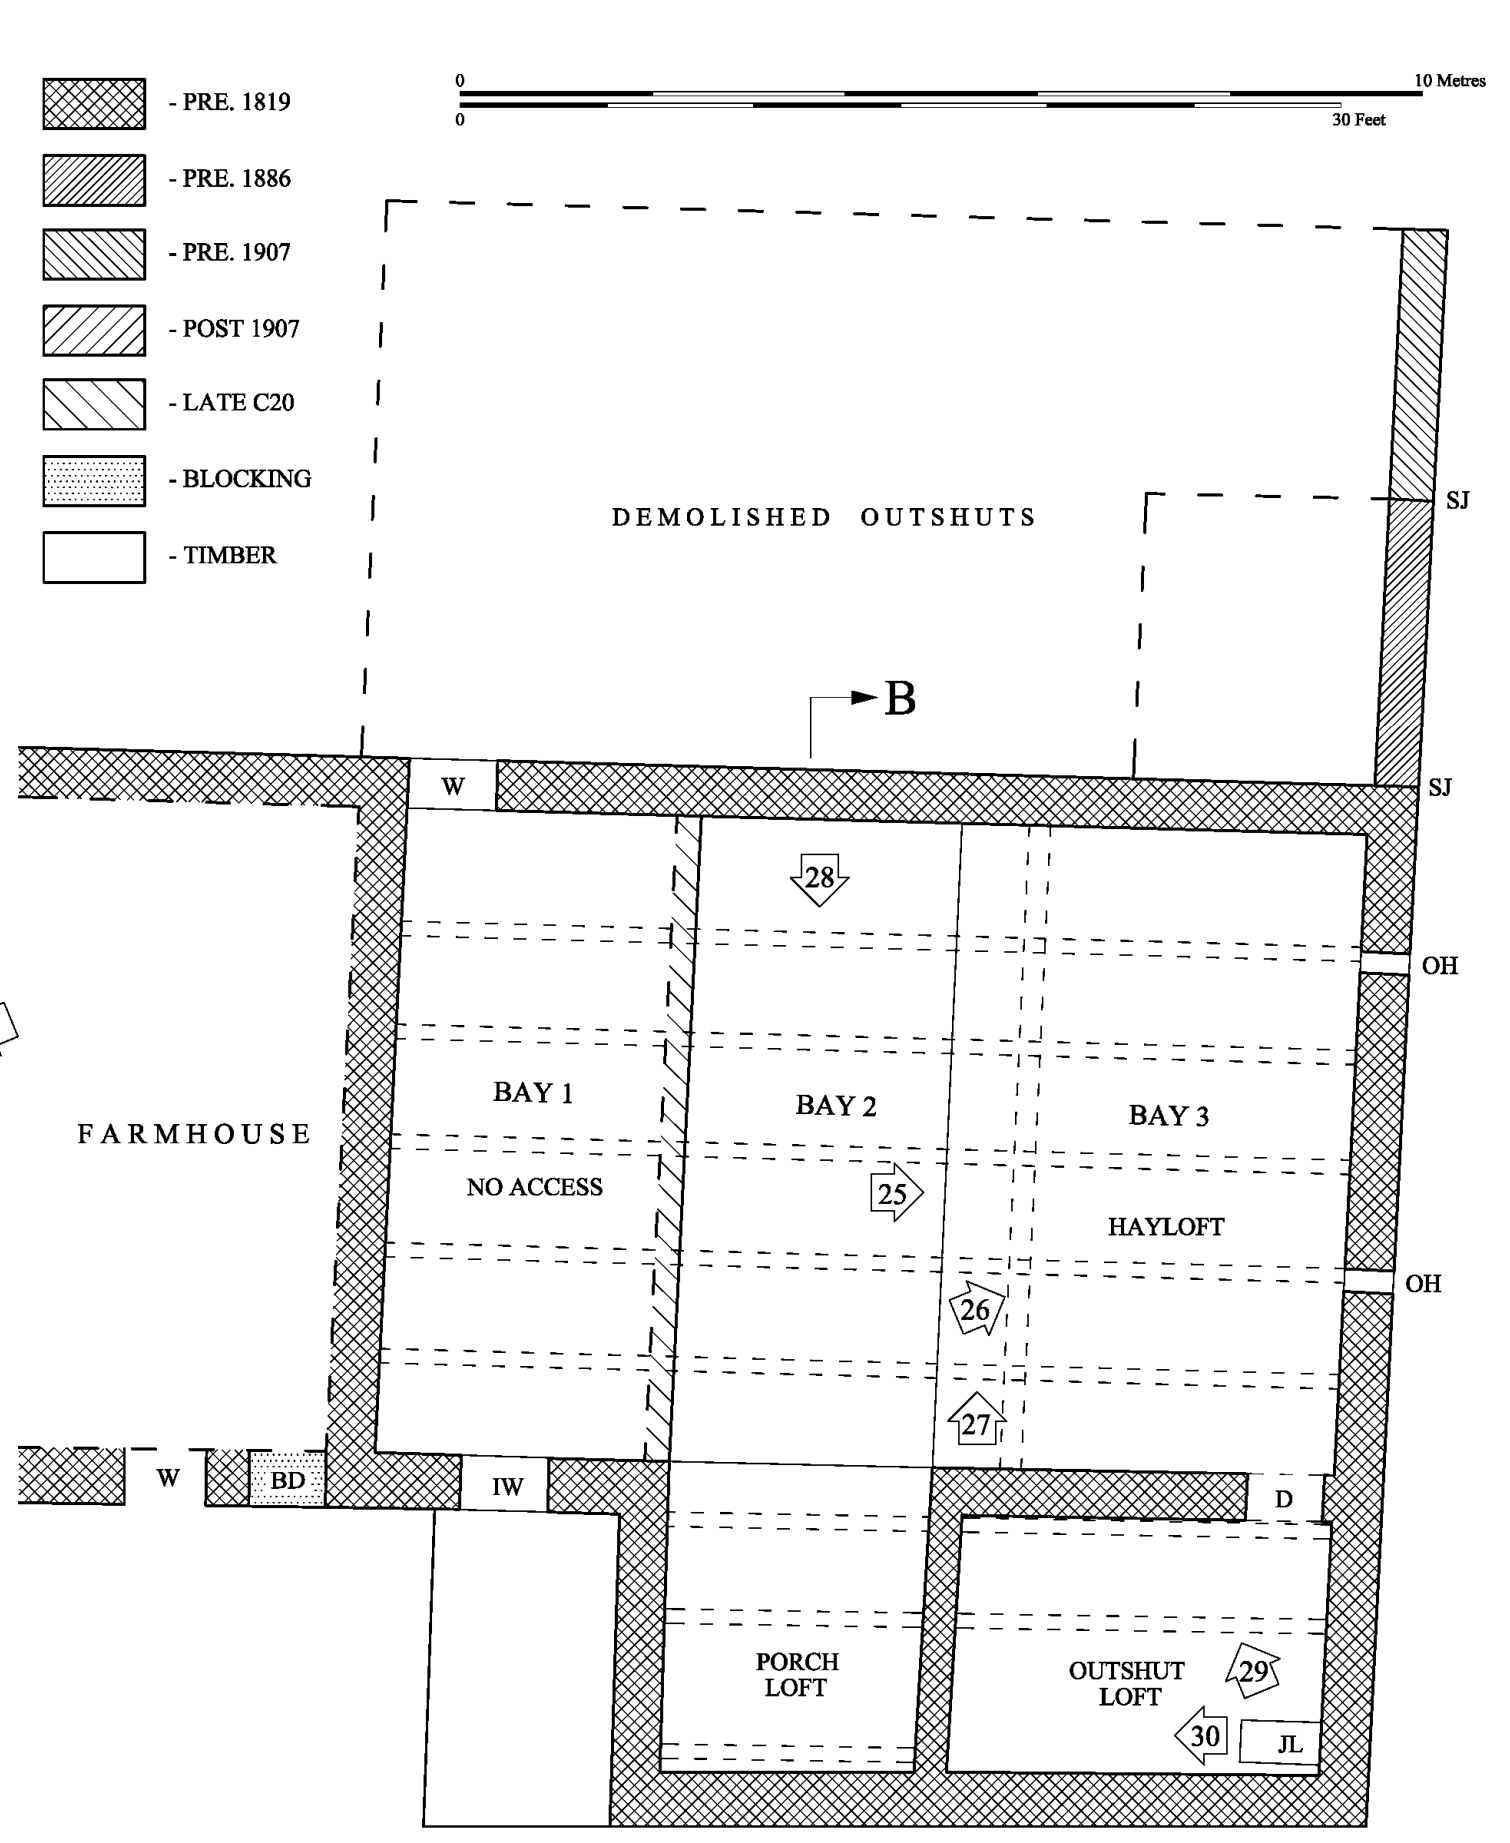 0 10 Metres
0 30 Feet
- PRE. 1819
- PRE. 1886
- PRE. 1907
- POST 1907
- LATE C20
- BLOCKING
- TIMBER
DEMOLISHED OUTSHUTS
SJ
B
SJ
W
28
OH
BAY 1
BAY 2
BAY 3
FARMHOUSE
NO ACCESS
25
HAYLOFT
26
OH
27
W
BD
IW
D
PORCH
LOFT
OUTSHUT
LOFT
29
30
JL